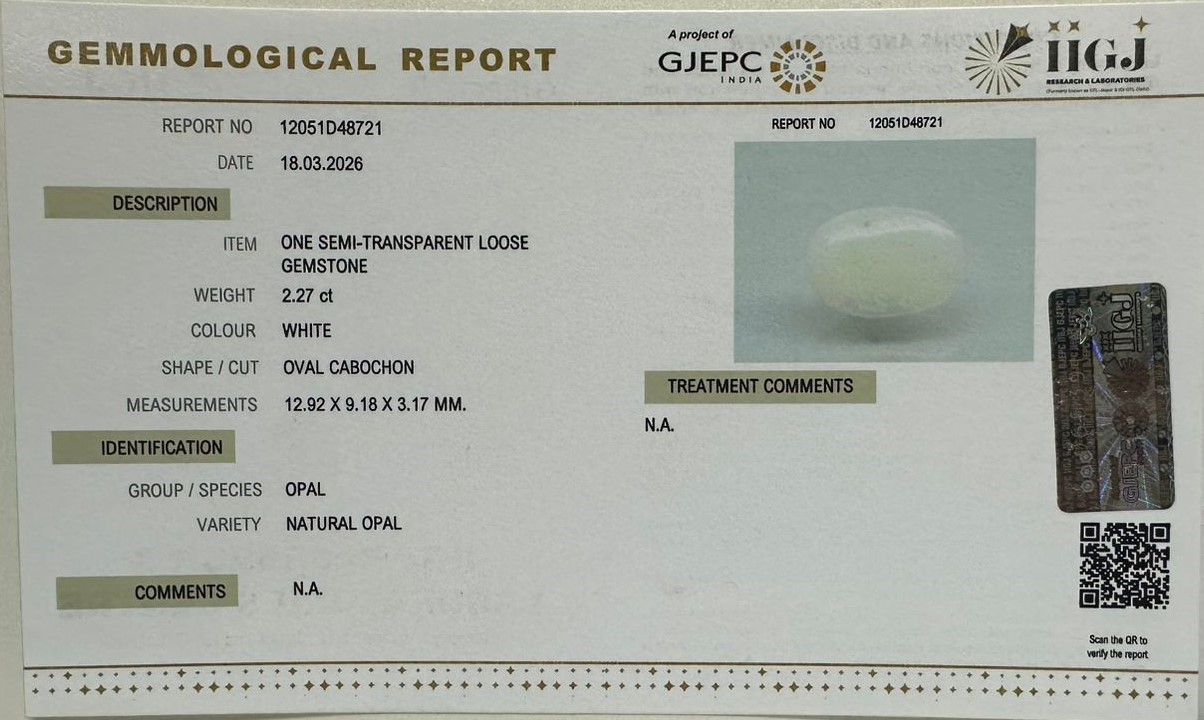 GEMMOLOGICAL REPORT
A project of
GJEPC
INDIA
IIGJ
RESEARCH & LABORATORIES
REPORT NO 12051D48721
DATE 18.03.2026
DESCRIPTION
ITEM ONE SEMI-TRANSPARENT LOOSE
GEMSTONE
WEIGHT 2.27 ct
COLOUR WHITE
SHAPE / CUT OVAL CABOCHON
MEASUREMENTS 12.92 X 9.18 X 3.17 MM.
IDENTIFICATION
GROUP / SPECIES OPAL
VARIETY NATURAL OPAL
COMMENTS N.A.
REPORT NO 12051D48721
TREATMENT COMMENTS
N.A.
IIGJ
GJEPC
Scan the QR to
verify the report